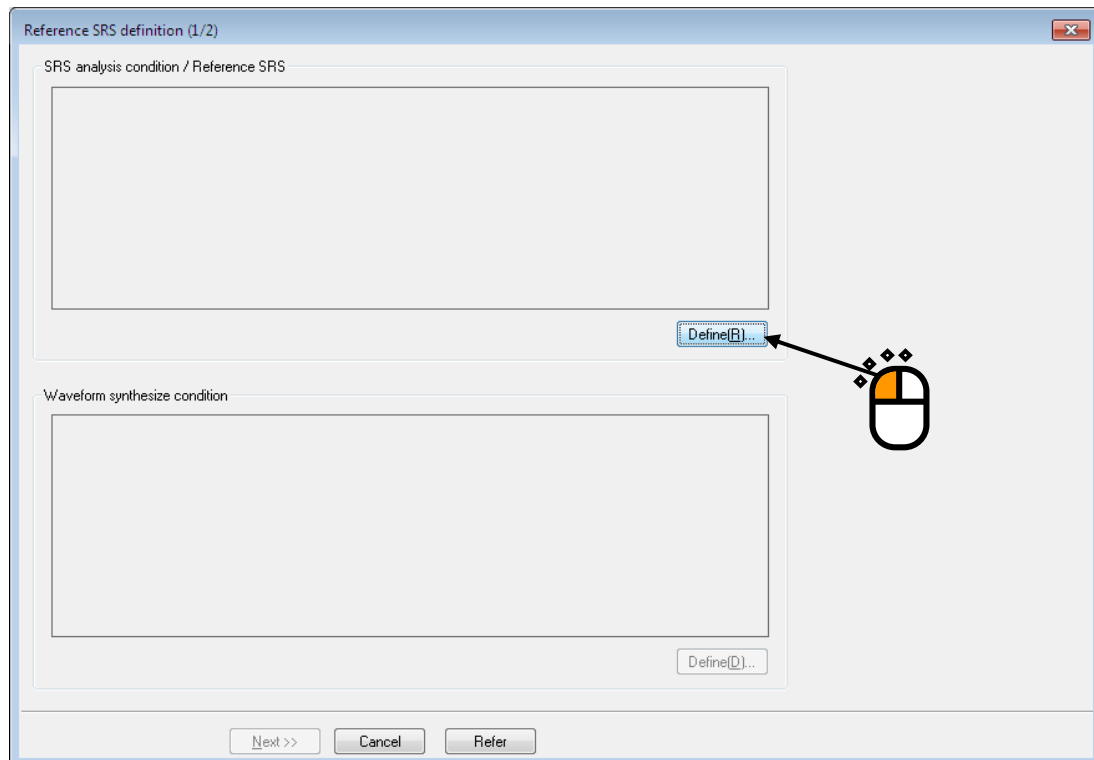 Reference SRS definition (1/2)
SRS analysis condition / Reference SRS
Define(R)...
Waveform synthesize condition
Define(D)...
Next >> Cancel Refer